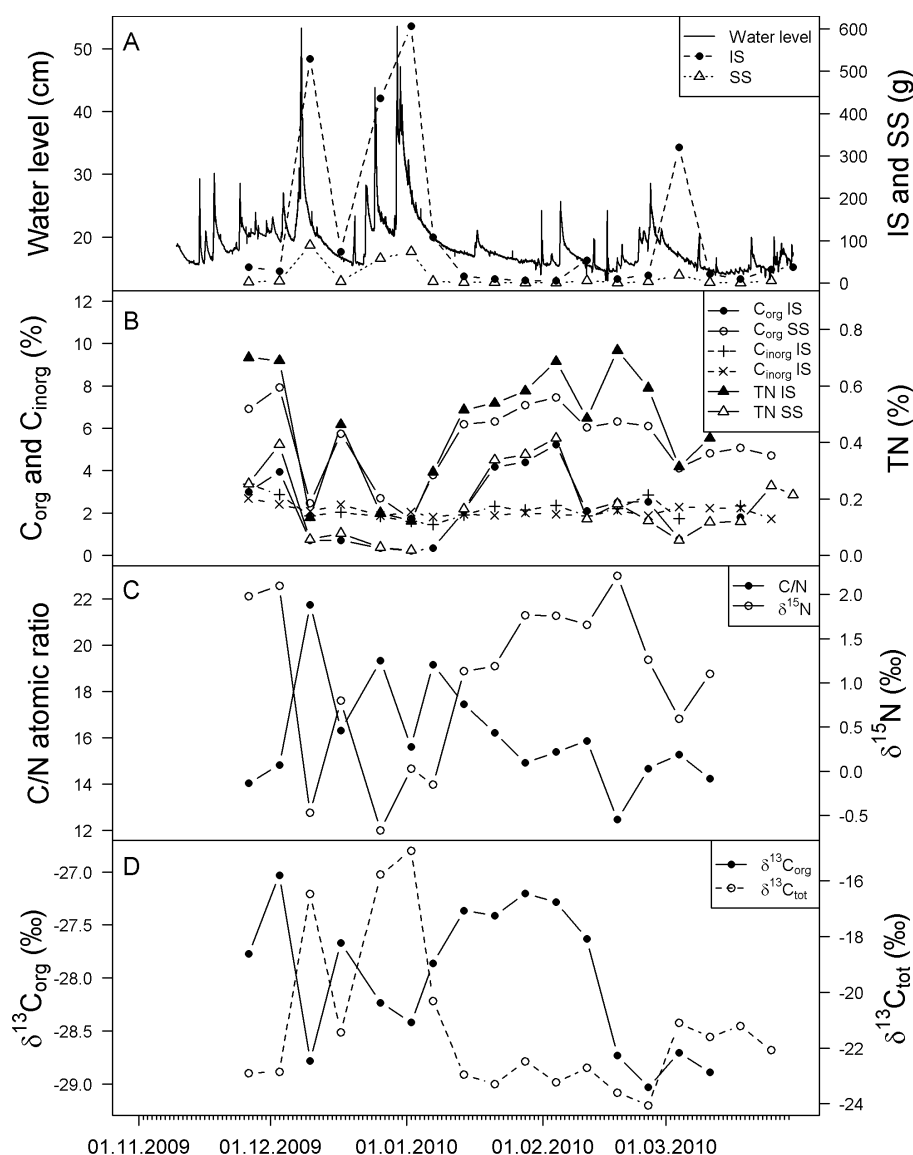 A
Water level (cm)
50
40
30
20
Water level
IS
SS
600
500
400
300
200
100
0
IS and SS (g)
B
C_org and C_inorg (%)
12
10
8
6
4
2
0
C_org IS
C_org SS
C_inorg IS
C_inorg IS
TN IS
TN SS
0.8
0.6
0.4
0.2
0.0
TN (%)
C
C/N atomic ratio
22
20
18
16
14
12
C/N
δ¹⁵N
2.0
1.5
1.0
0.5
0.0
-0.5
δ¹⁵N (‰)
D
δ¹³C_org (‰)
-27.0
-27.5
-28.0
-28.5
-29.0
δ¹³C_org
δ¹³C_tot
-16
-18
-20
-22
-24
δ¹³C_tot (‰)
01.11.2009 01.12.2009 01.01.2010 01.02.2010 01.03.2010